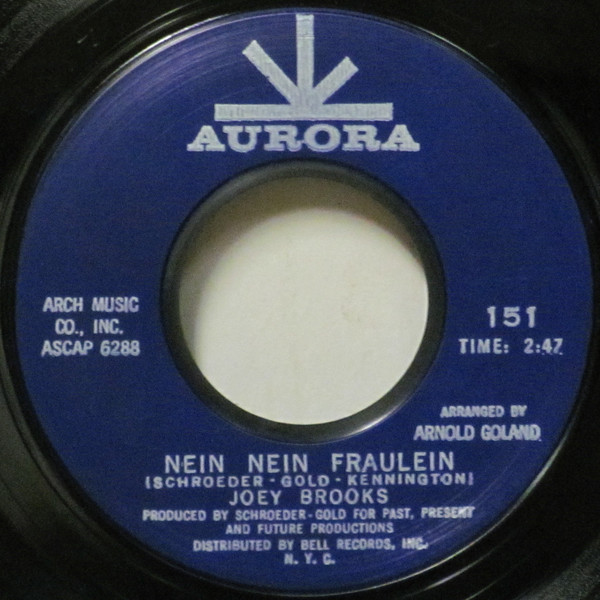 AURORA
ARCH MUSIC
CO., INC.
ASCAP 6288
151
TIME: 2:47
ARRANGED BY
ARNOLD GOLAND
NEIN NEIN FRAULEIN
(SCHROEDER - GOLD - KENNINGTON)
JOEY BROOKS
PRODUCED BY SCHROEDER-GOLD FOR PAST, PRESENT
AND FUTURE PRODUCTIONS
DISTRIBUTED BY BELL RECORDS, INC.
N. Y. C.